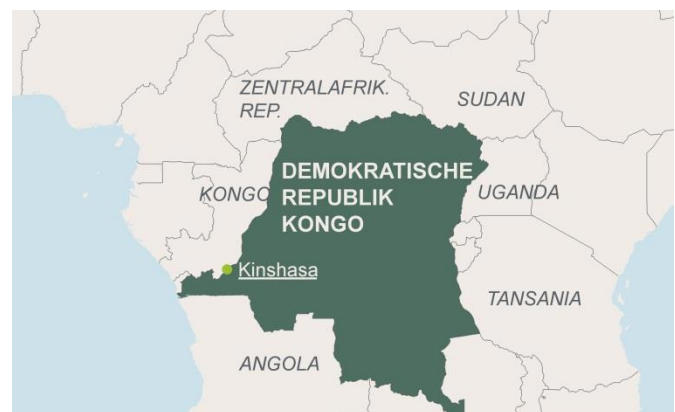 ZENTRALAFRIK.
REP.
SUDAN
DEMOKRATISCHE
REPUBLIK
KONGO
KONGO
UGANDA
Kinshasa
TANSANIA
ANGOLA